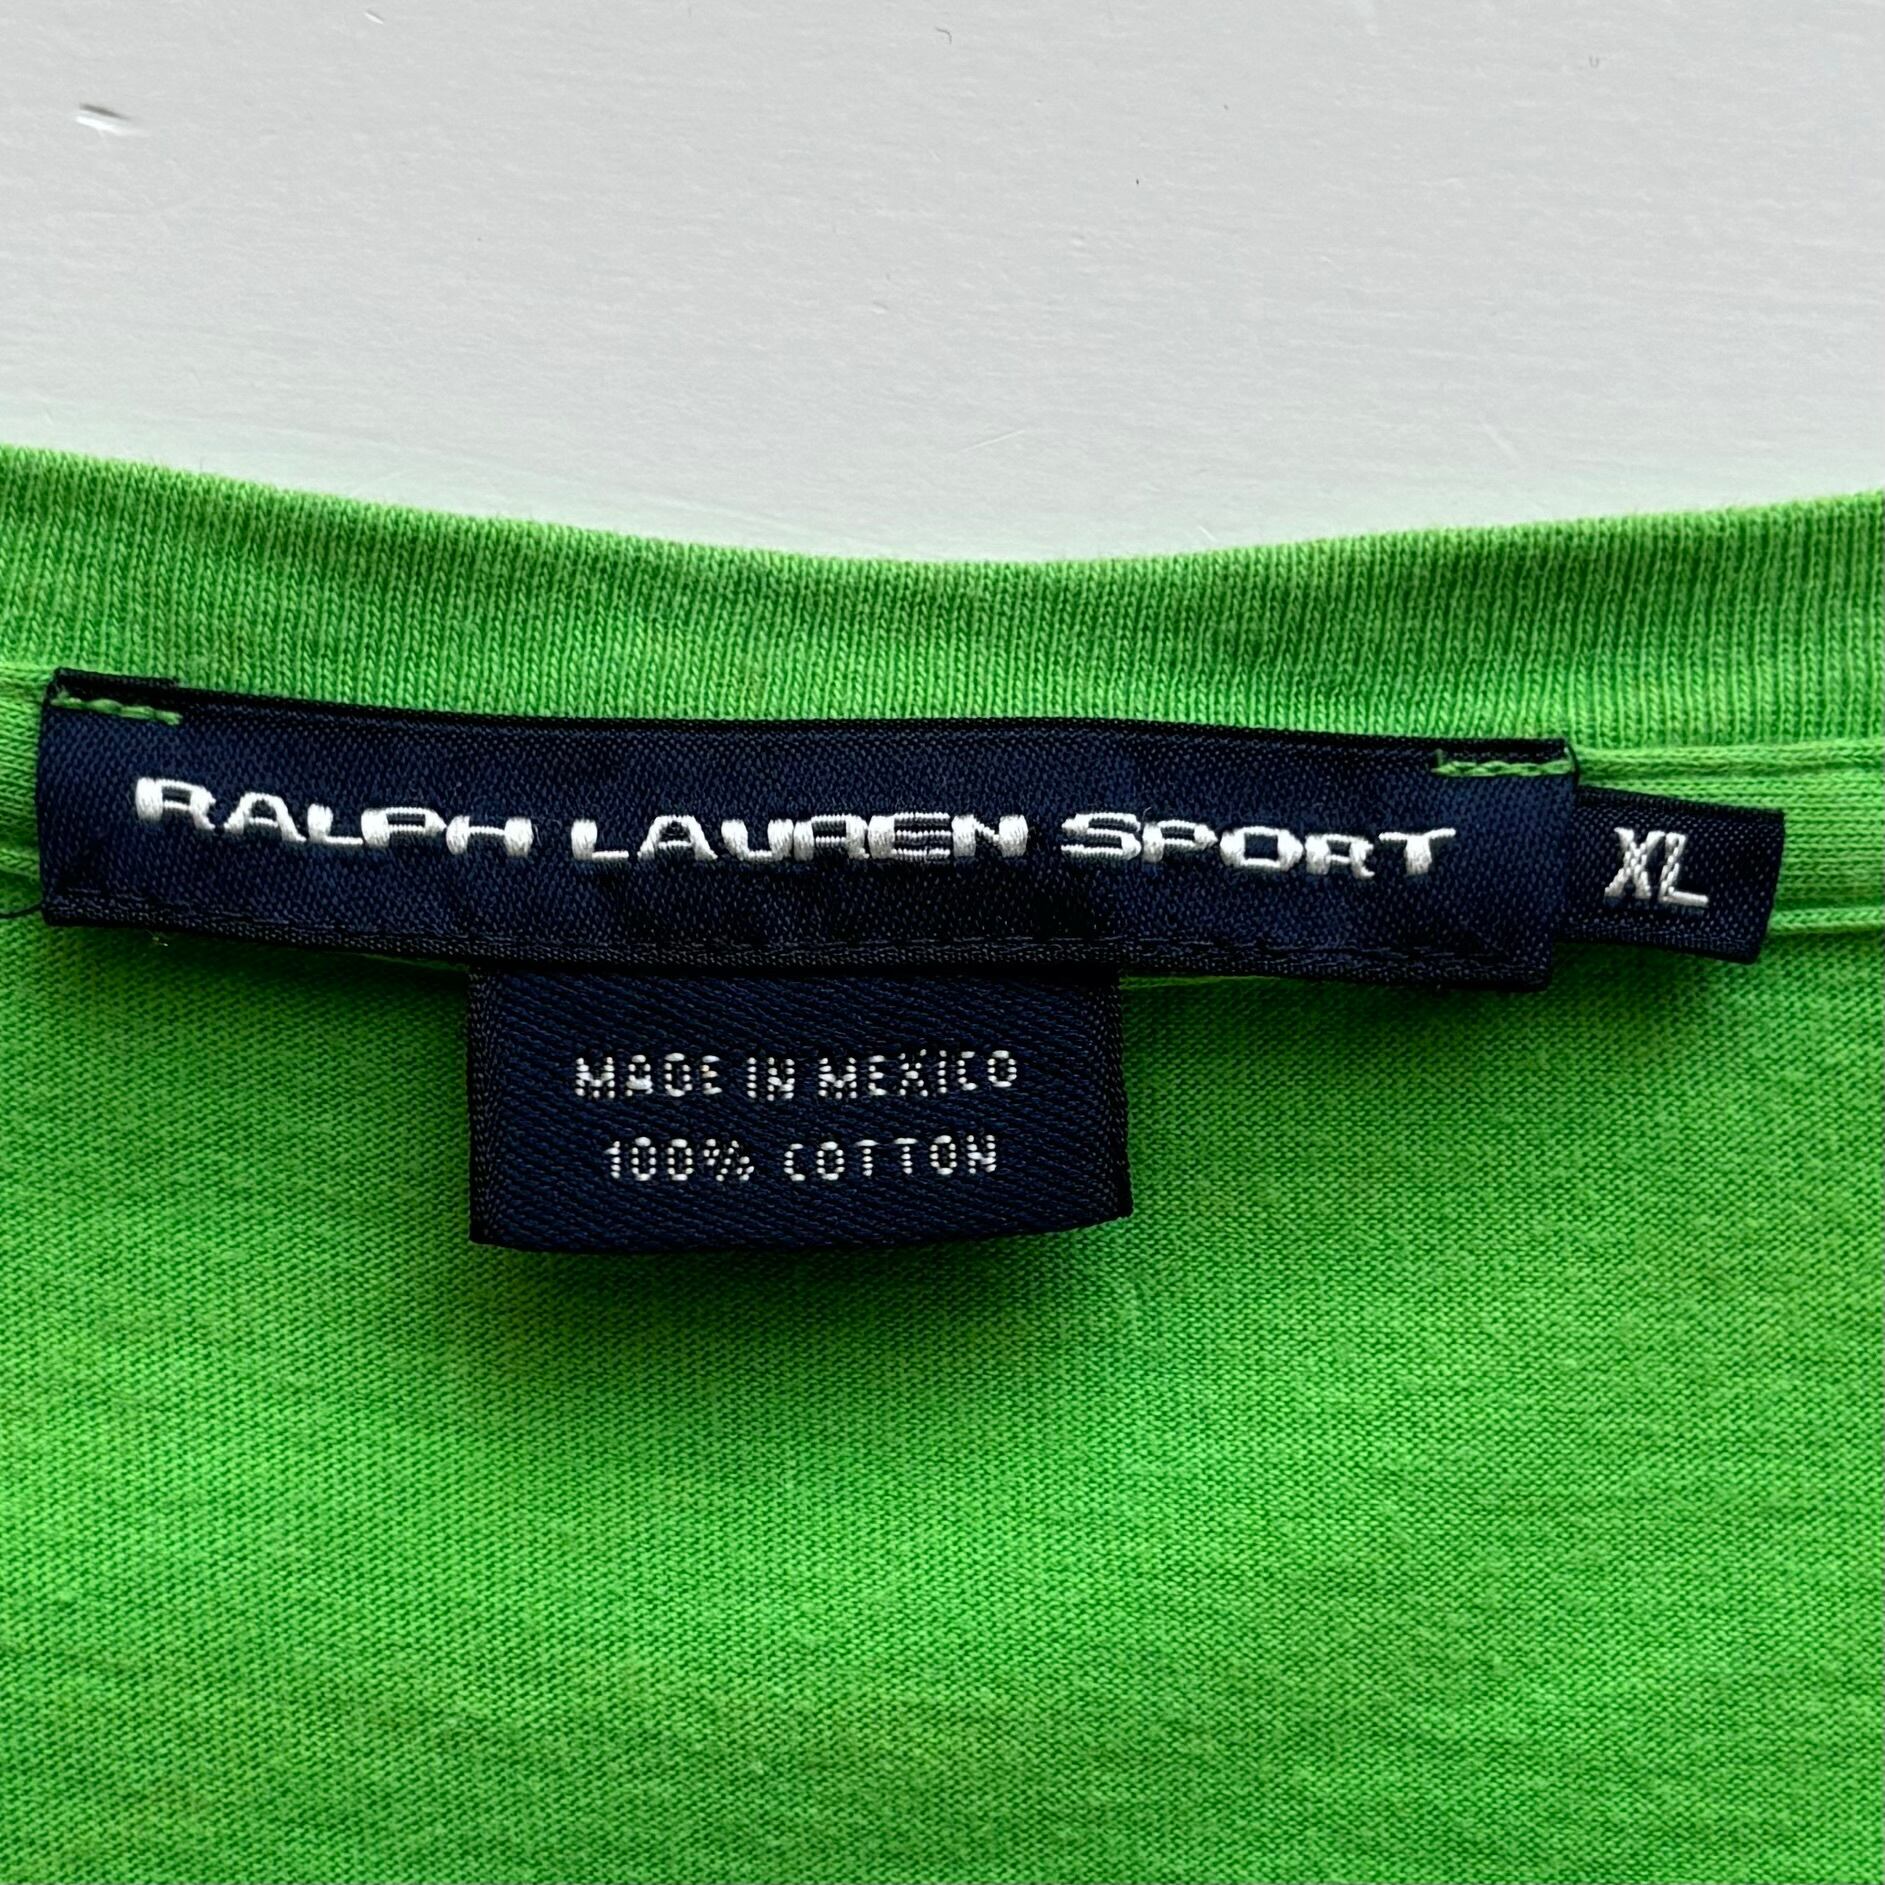 RALPH LAUREN SPORT
XL
MADE IN MEXICO
100% COTTON